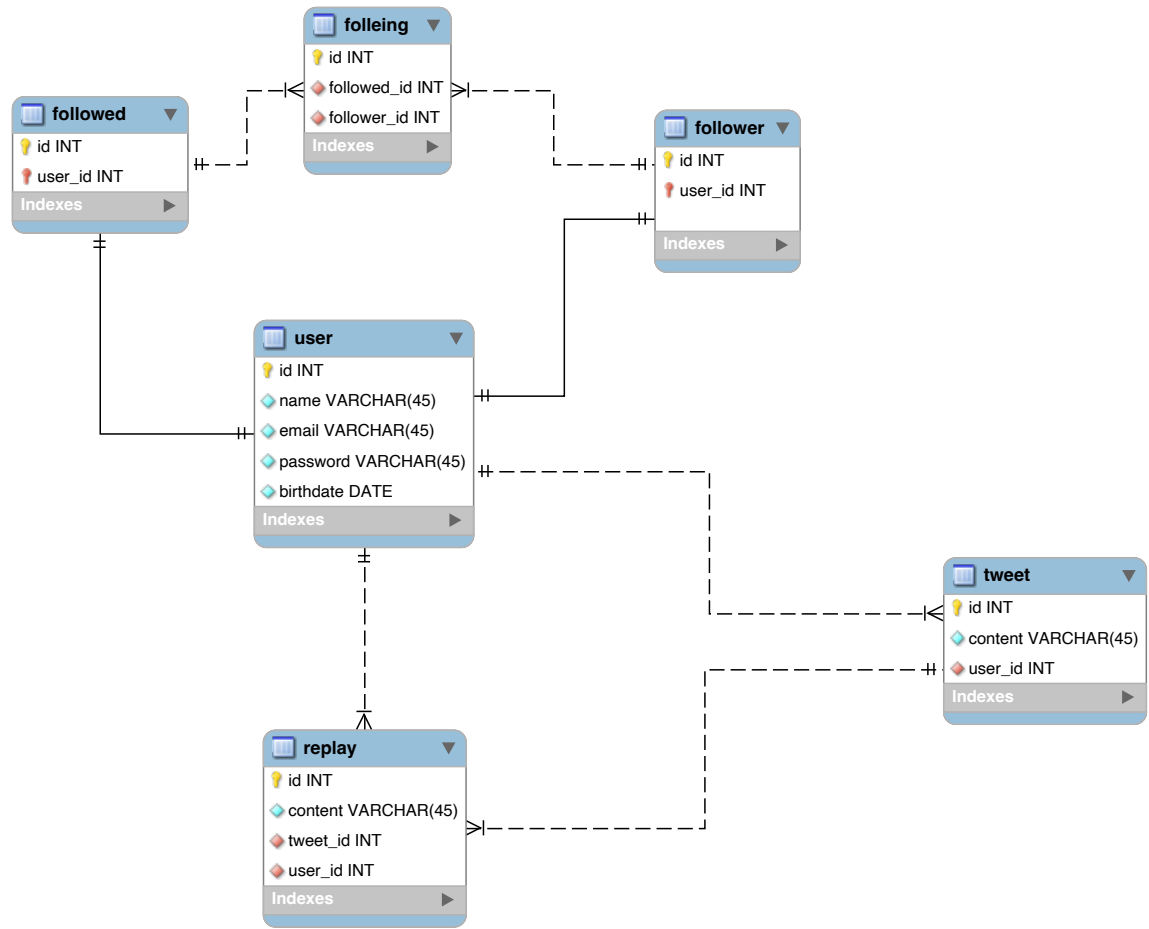 folleing
id INT
followed_id INT
follower_id INT
Indexes
followed
id INT
user_id INT
Indexes
follower
id INT
user_id INT
Indexes
user
id INT
name VARCHAR(45)
email VARCHAR(45)
password VARCHAR(45)
birthdate DATE
Indexes
tweet
id INT
content VARCHAR(45)
user_id INT
Indexes
replay
id INT
content VARCHAR(45)
tweet_id INT
user_id INT
Indexes